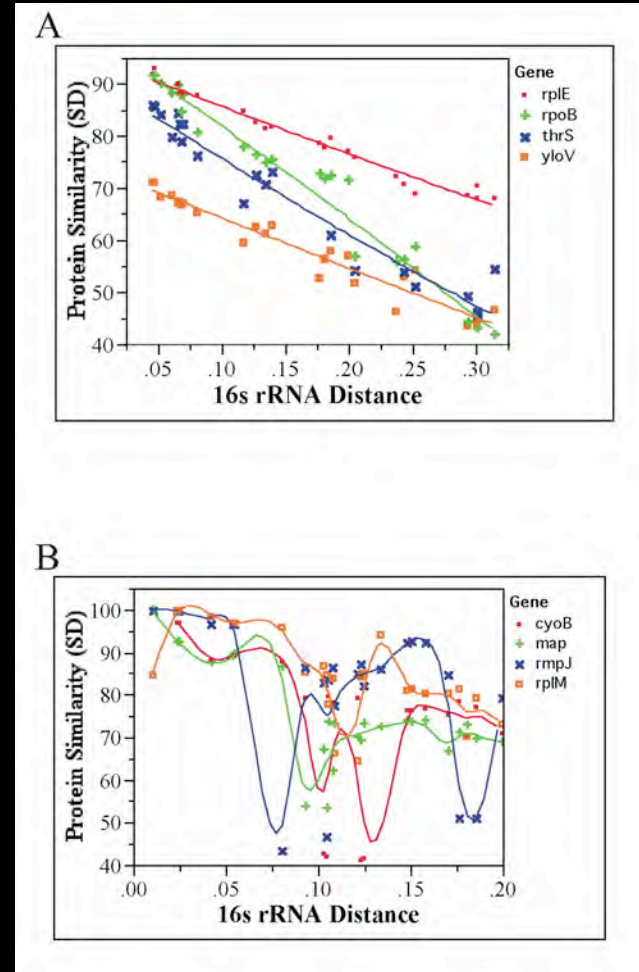 A
Protein Similarity (SD)
90
80
70
60
50
40
.05 .10 .15 .20 .25 .30
16s rRNA Distance
Gene
rplE
rpoB
thrS
yloV
B
Protein Similarity (SD)
100
90
80
70
60
50
40
.00 .05 .10 .15 .20
16s rRNA Distance
Gene
cyoB
map
rmpJ
rplM